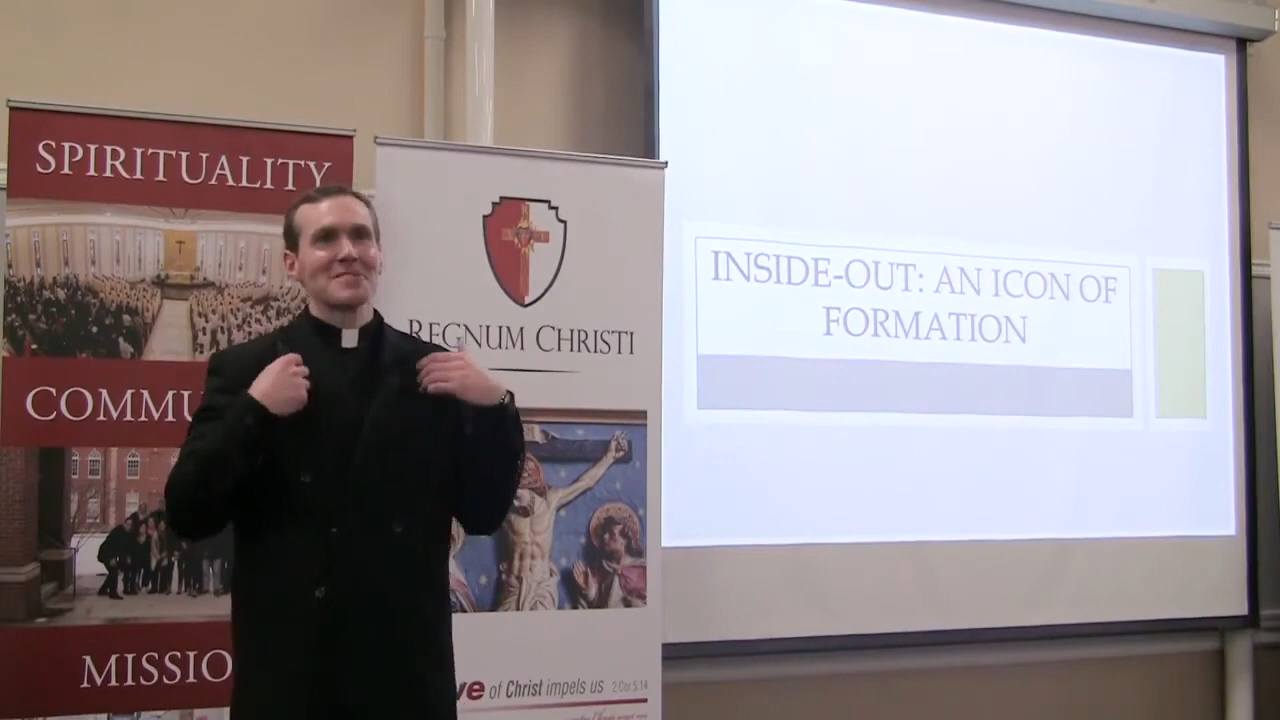 SPIRITUALITY
COMMU
MISSIO
REGNUM CHRISTI
ve of Christ impels us 2 Cor 5:14
INSIDE-OUT: AN ICON OF
FORMATION